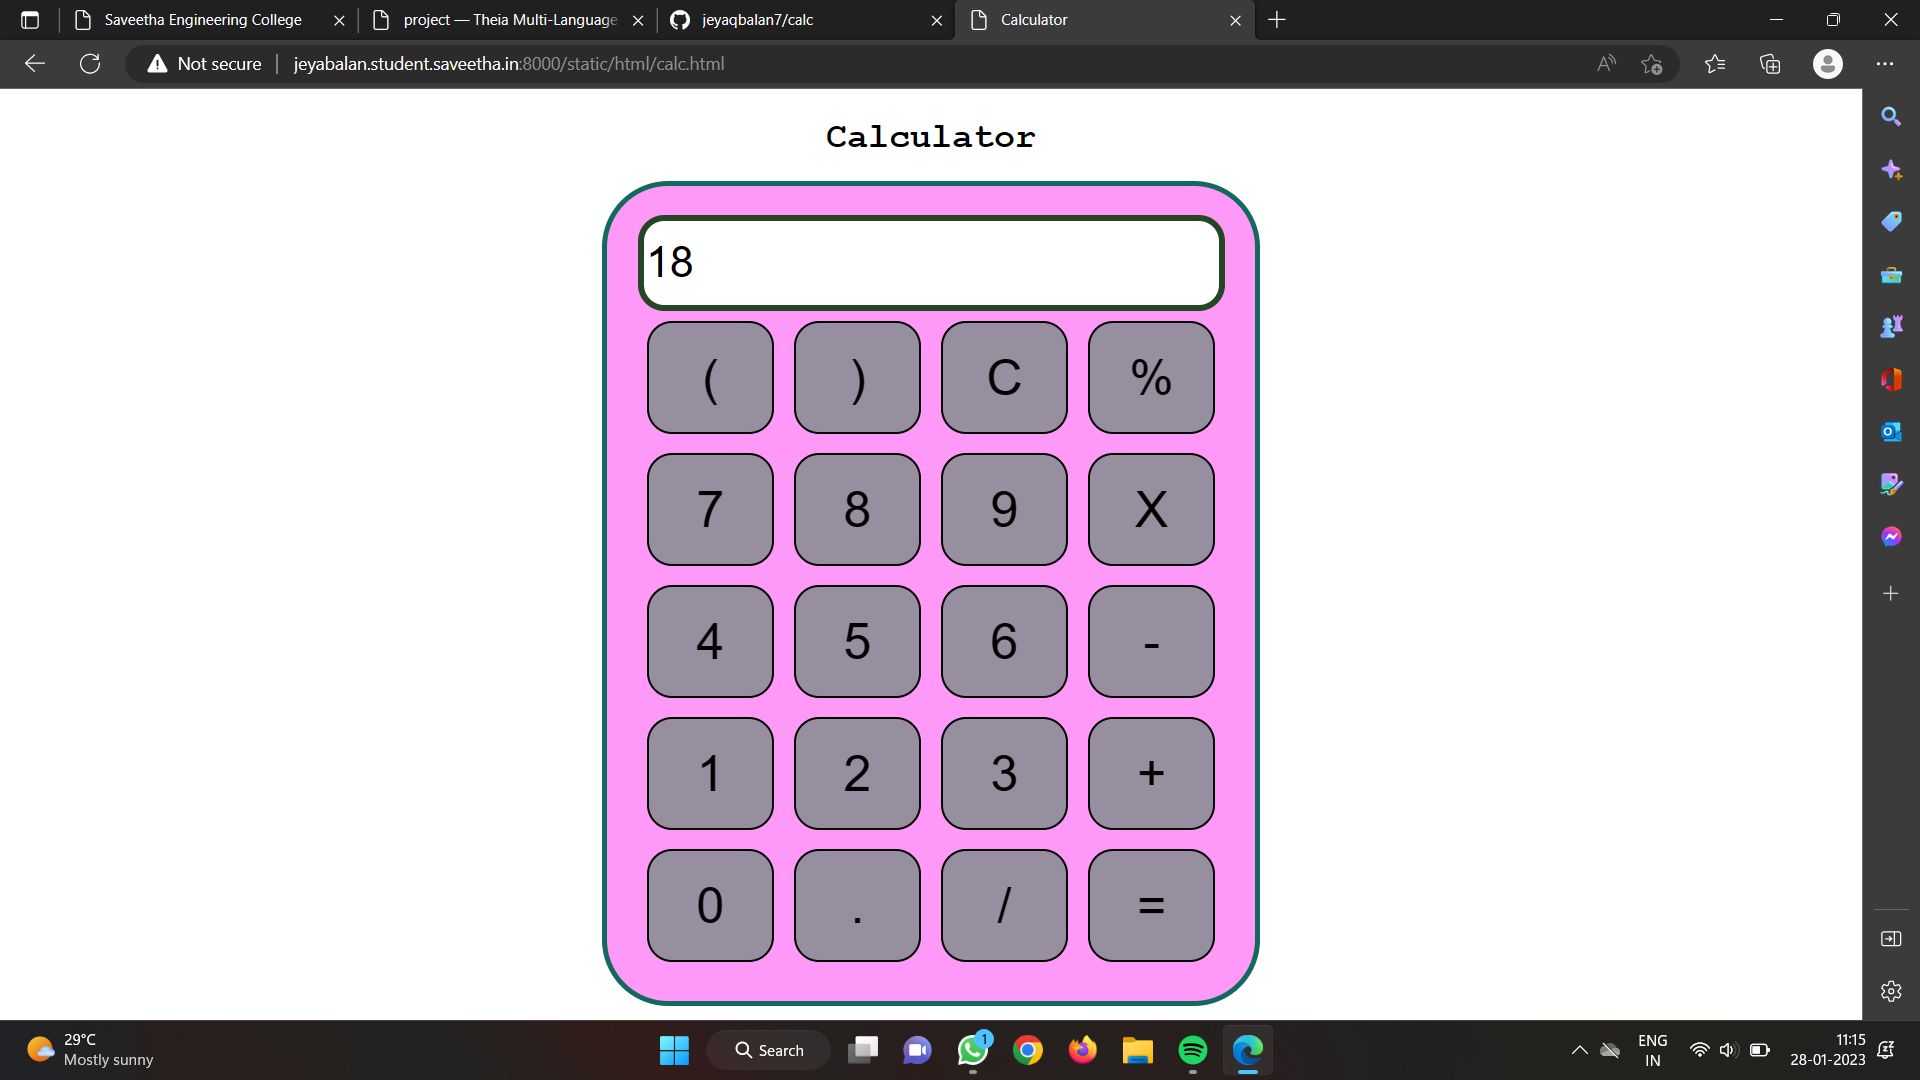 Saveetha Engineering College
project — Theia Multi-Language
jeyaqbalan7/calc
Calculator
Not secure
jeyabalan.student.saveetha.in:8000/static/html/calc.html
Calculator
18
( ) C %
7 8 9 X
4 5 6 -
1 2 3 +
0 . / =
29°C
Mostly sunny
Search
1
ENG
IN
11:15
28-01-2023